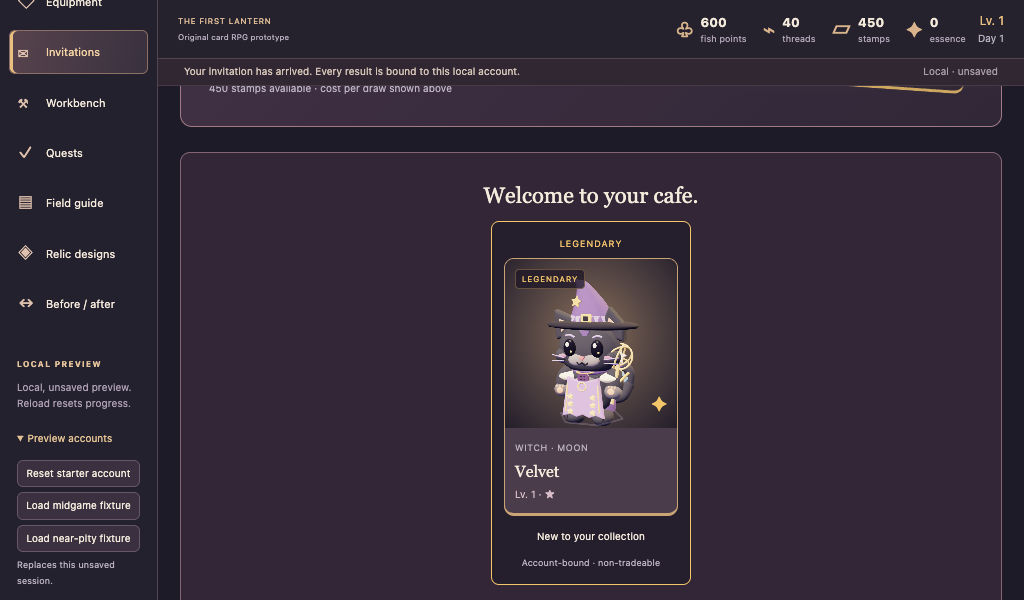 Equipment
Invitations
Workbench
Quests
Field guide
Relic designs
Before / after
LOCAL PREVIEW
Local, unsaved preview.
Reload resets progress.
▼ Preview accounts
Reset starter account
Load midgame fixture
Load near-pity fixture
Replaces this unsaved
session.
THE FIRST LANTERN
Original card RPG prototype
600
fish points
40
threads
450
stamps
0
essence
Lv. 1
Day 1
Your invitation has arrived. Every result is bound to this local account.
Local · unsaved
450 stamps available · cost per draw shown above
Welcome to your cafe.
LEGENDARY
LEGENDARY
WITCH · MOON
Velvet
Lv. 1 · ★
New to your collection
Account-bound · non-tradeable